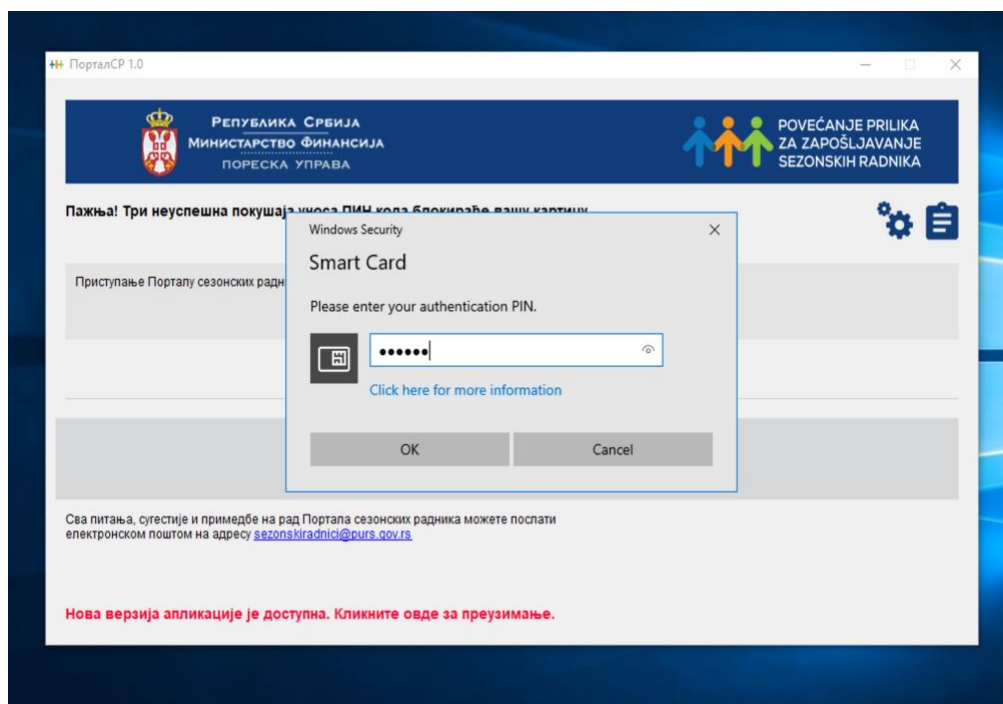 ПорталСР 1.0
Република Србија
Министарство Финансија
ПОРЕСКА УПРАВА
POVEĆANJE PRILIKA
ZA ZAPOŠLJAVANJE
SEZONSKIH RADNIKA
Пажња! Три неуспешна покушаја уноса ПИН кода блокираће вашу картицу
Windows Security
Smart Card
Приступање Порталу сезонских
Please enter your authentication PIN.
Click here for more information
OK
Cancel
Сва питања, сугестије и примедбе на рад Портала сезонских радника можете послати
електронском поштом на адресу sezonskiradnici@purs.gov.rs
Нова верзија апликације је доступна. Кликните овде за преузимање.